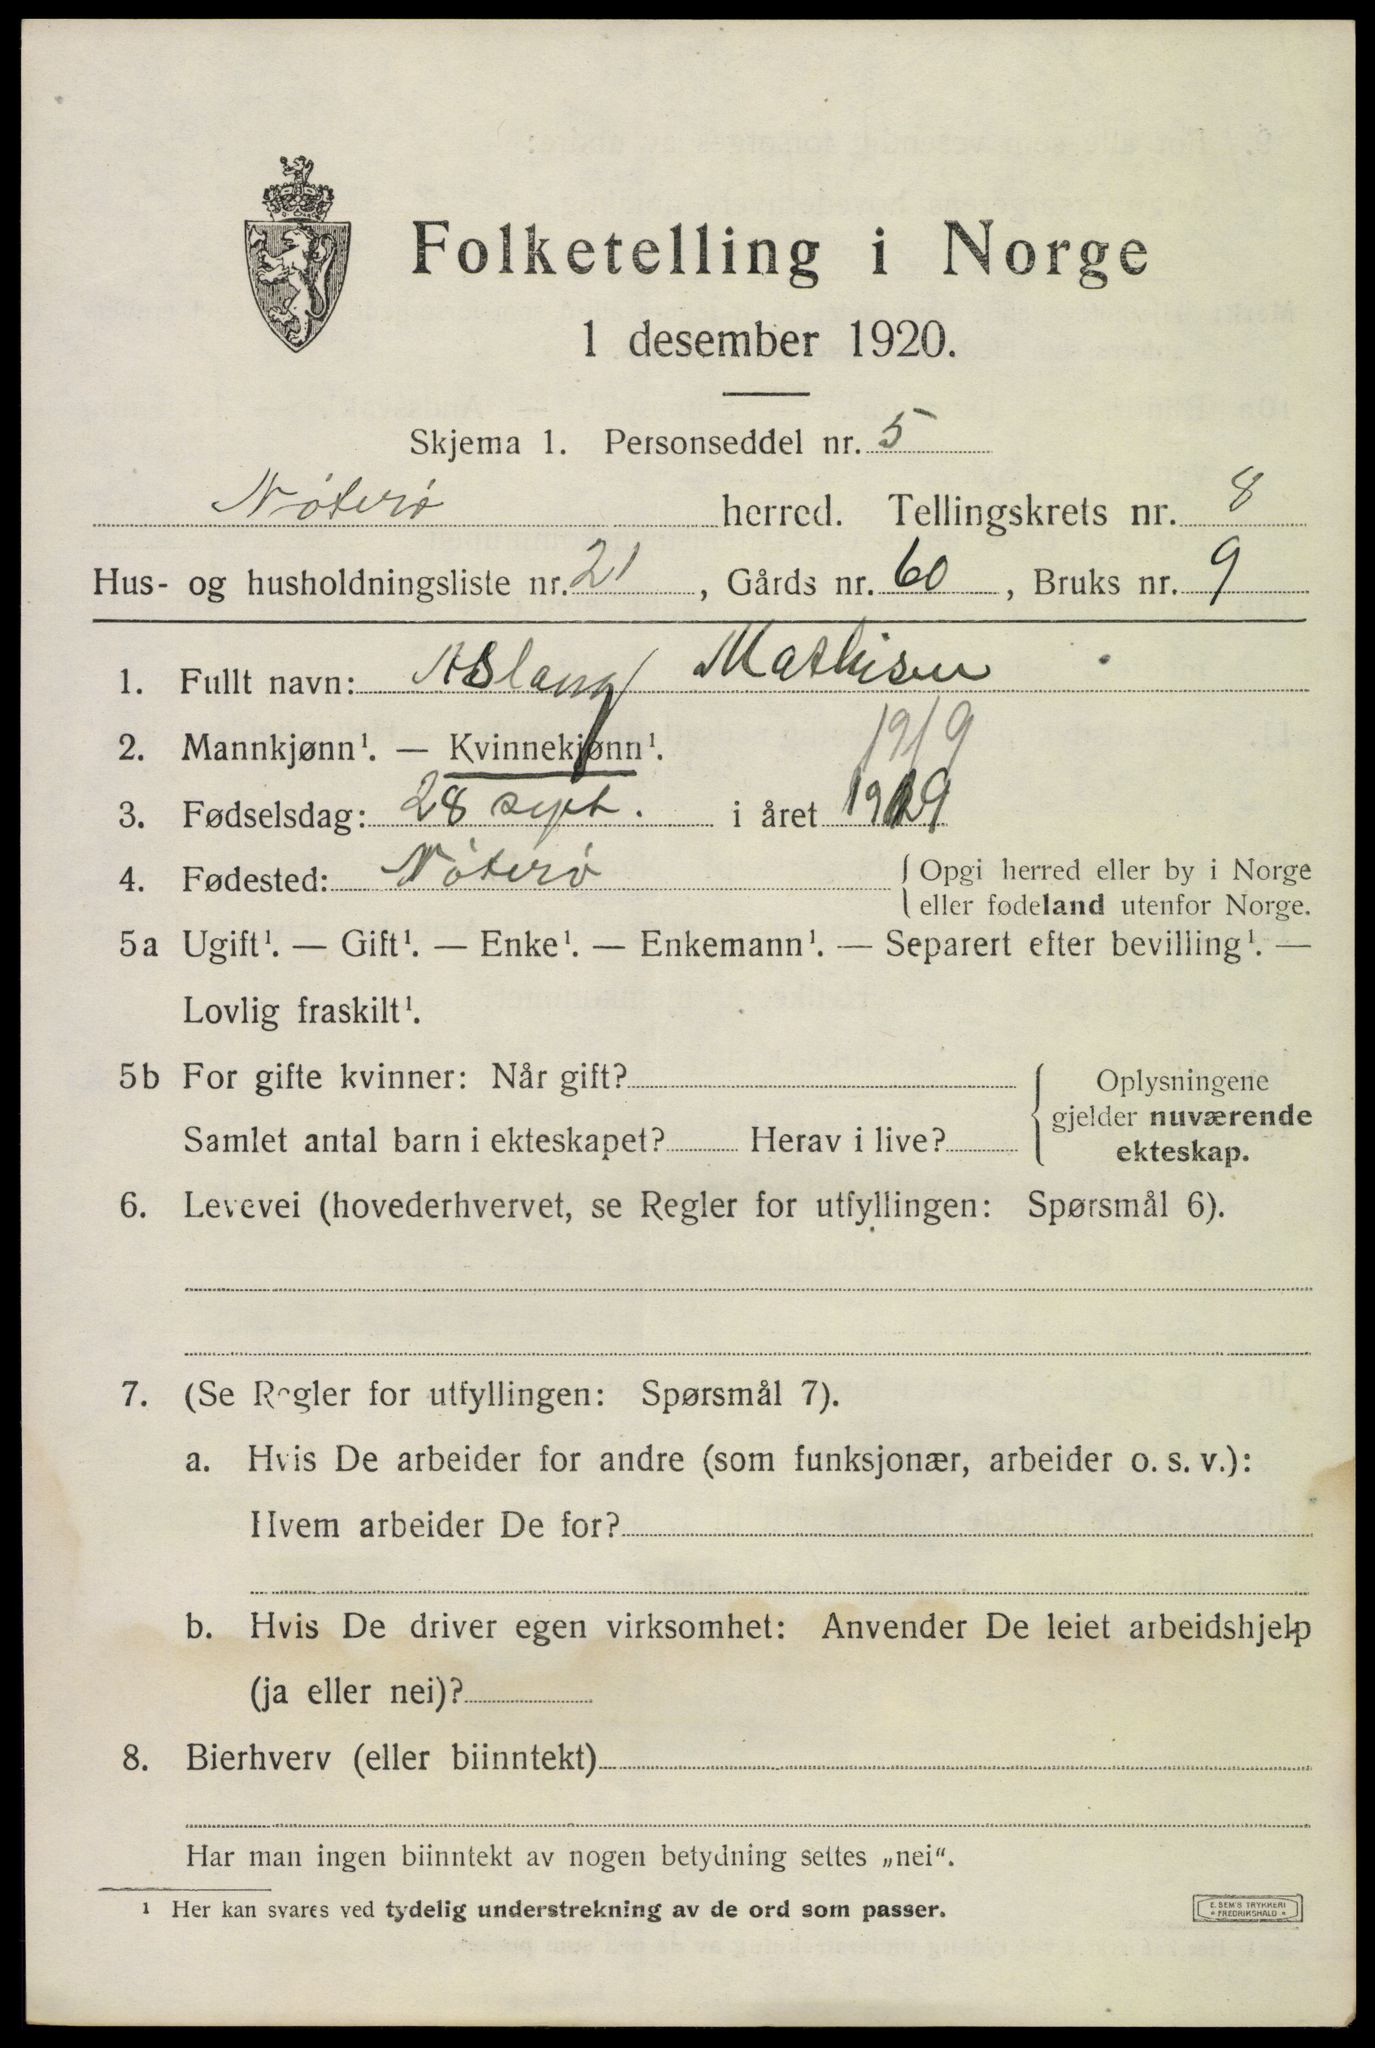 Folketelling i Norge
1 desember 1920.
Skjema 1. Personseddel nr. 5
Nøterø herred. Tellingskrets nr. 8
Hus- og husholdningsliste nr. 21, Gårds nr. 60, Bruks nr. 9
1. Fullt navn: Aslaug Mathisen
2. Mannkjønn¹. — Kvinnekjønn¹. 1919
3. Fødselsdag: 28 sept. i året 1919
4. Fødested: Nøterø { Opgi herred eller by i Norge
eller fødeland utenfor Norge.
5a Ugift¹. — Gift¹. — Enke¹. — Enkemann¹. — Separert efter bevilling¹. —
Lovlig fraskilt¹.
5b For gifte kvinner: Når gift? { Oplysningene
gjelder nuværende
Samlet antal barn i ekteskapet? Herav i live? ekteskap.
6. Levevei (hovederhvervet, se Regler for utfyllingen: Spørsmål 6).
7. (Se Regler for utfyllingen: Spørsmål 7).
a. Hvis De arbeider for andre (som funksjonær, arbeider o. s. v.):
Hvem arbeider De for?
b. Hvis De driver egen virksomhet: Anvender De leiet arbeidshjelp
(ja eller nei)?
8. Bierhverv (eller biinntekt)
Har man ingen biinntekt av nogen betydning settes „nei“.
¹ Her kan svares ved tydelig understrekning av de ord som passer.
E. SEM'S TRYKKERI
* FREDRIKSHALD *